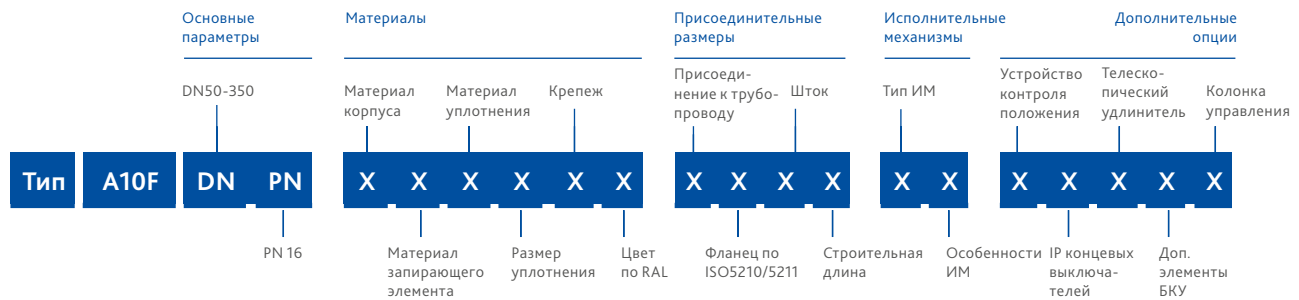 Основные
параметры
Материалы
Присоединительные
размеры
Исполнительные
механизмы
Дополнительные
опции
DN50-350
Материал
корпуса
Материал
уплотнения
Крепеж
Присоеди-
нение к трубо-
проводу
Шток
Тип ИМ
Устройство
контроля
положения
Телеско-
пический
удлинитель
Колонка
управления
Тип A10F DN PN X X X X X X X X X X X X X X X X X
PN 16
Материал
запирающего
элемента
Размер
уплотнения
Цвет
по RAL
Фланец по
ISO5210/5211
Строительная
длина
Особенности
ИМ
IP концевых
выключа-
телей
Доп.
элементы
БКУ